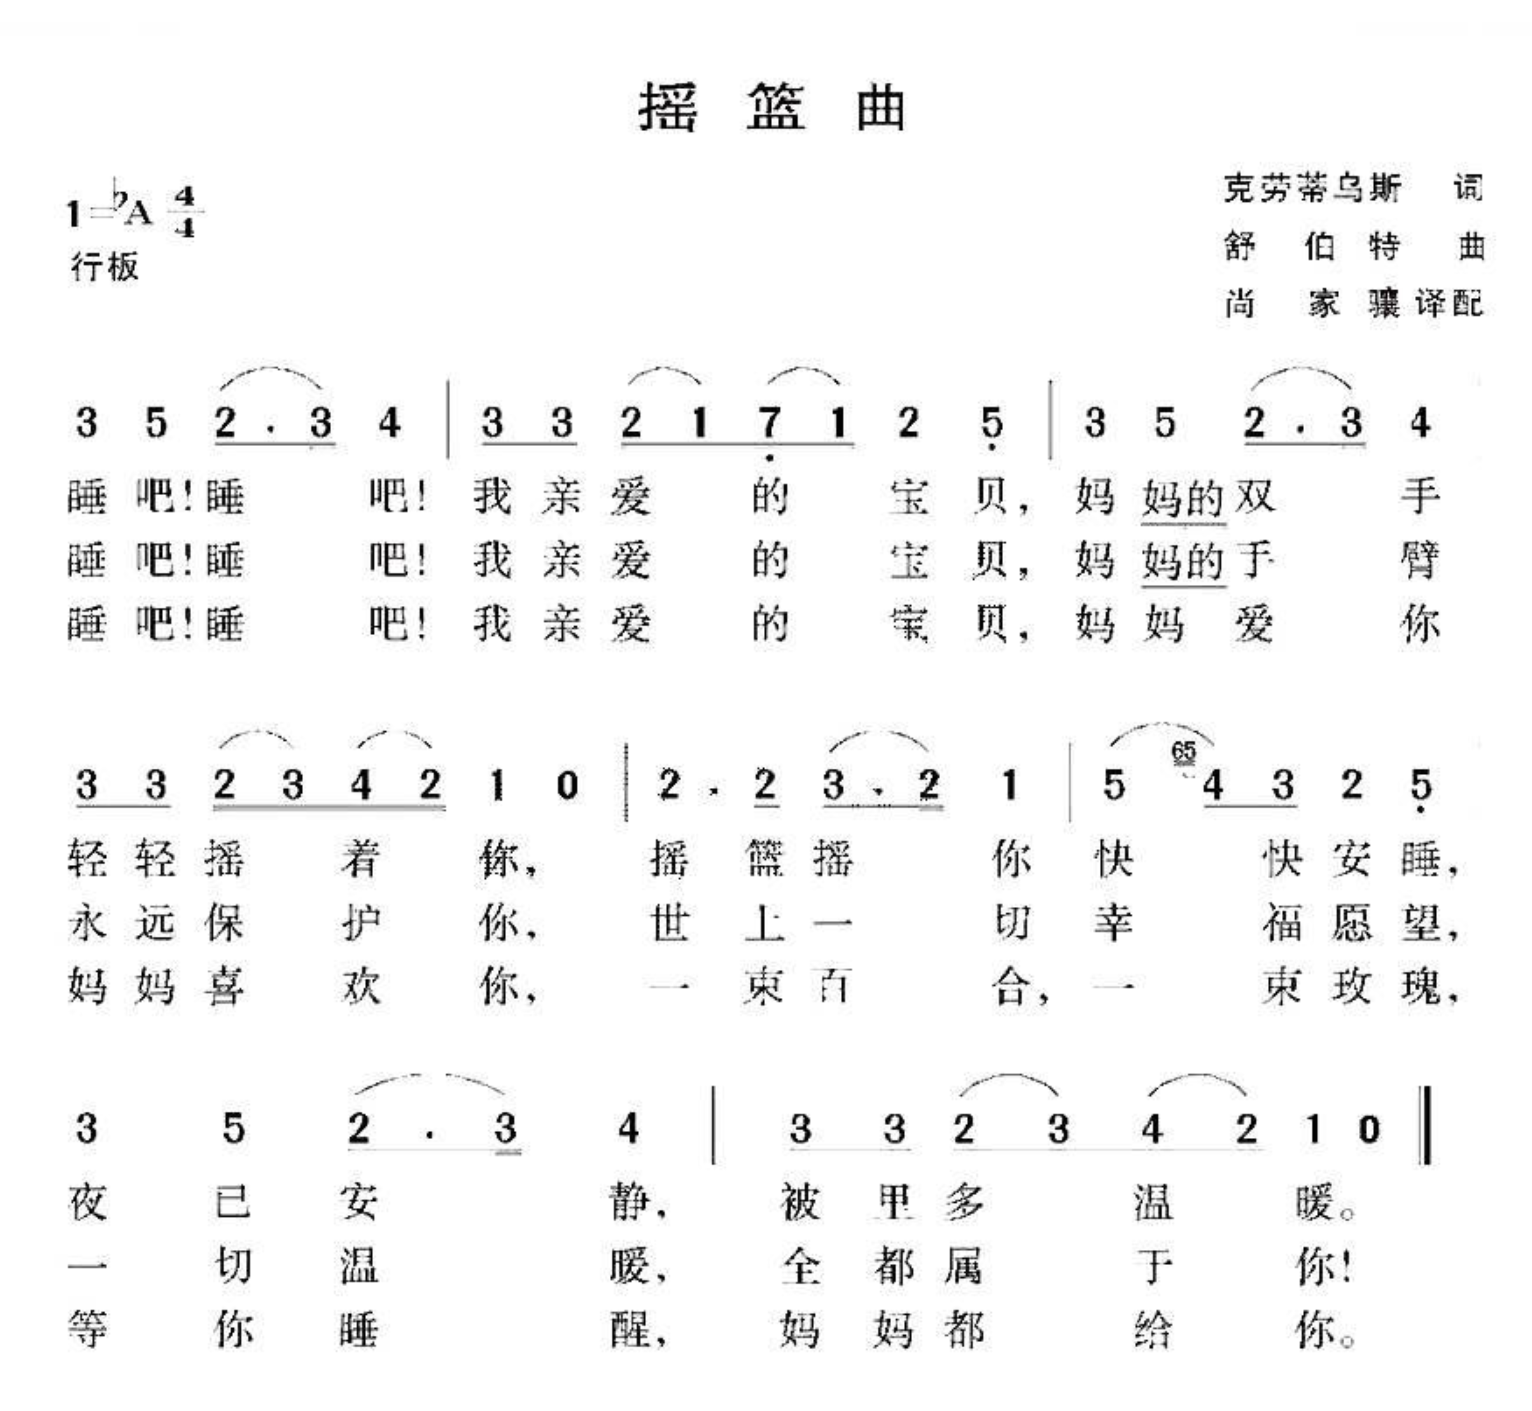 摇篮曲
1=♭A 4/4
行板
克劳蒂乌斯 词
舒伯特 曲
尚家骧 译配
3 5 2 . 3 4 | 3 3 2 1 7 1 2 5 | 3 5 2 . 3 4
睡吧!睡吧!我亲爱的宝贝,妈妈的双手
睡吧!睡吧!我亲爱的宝贝,妈妈的手臂
睡吧!睡吧!我亲爱的宝贝,妈妈爱你
3 3 2 3 4 2 1 0 | 2 . 2 3 . 2 1 | 5 65 4 3 2 5
轻轻摇着你,摇篮摇你快快安睡,
永远保护你,世上一切幸福愿望,
妈妈喜欢你,一束百合,一束玫瑰,
3 5 2 . 3 4 | 3 3 2 3 4 2 1 0
夜已安静,被里多温暖。
一切温暖,全都属于你!
等你睡醒,妈妈都给你。